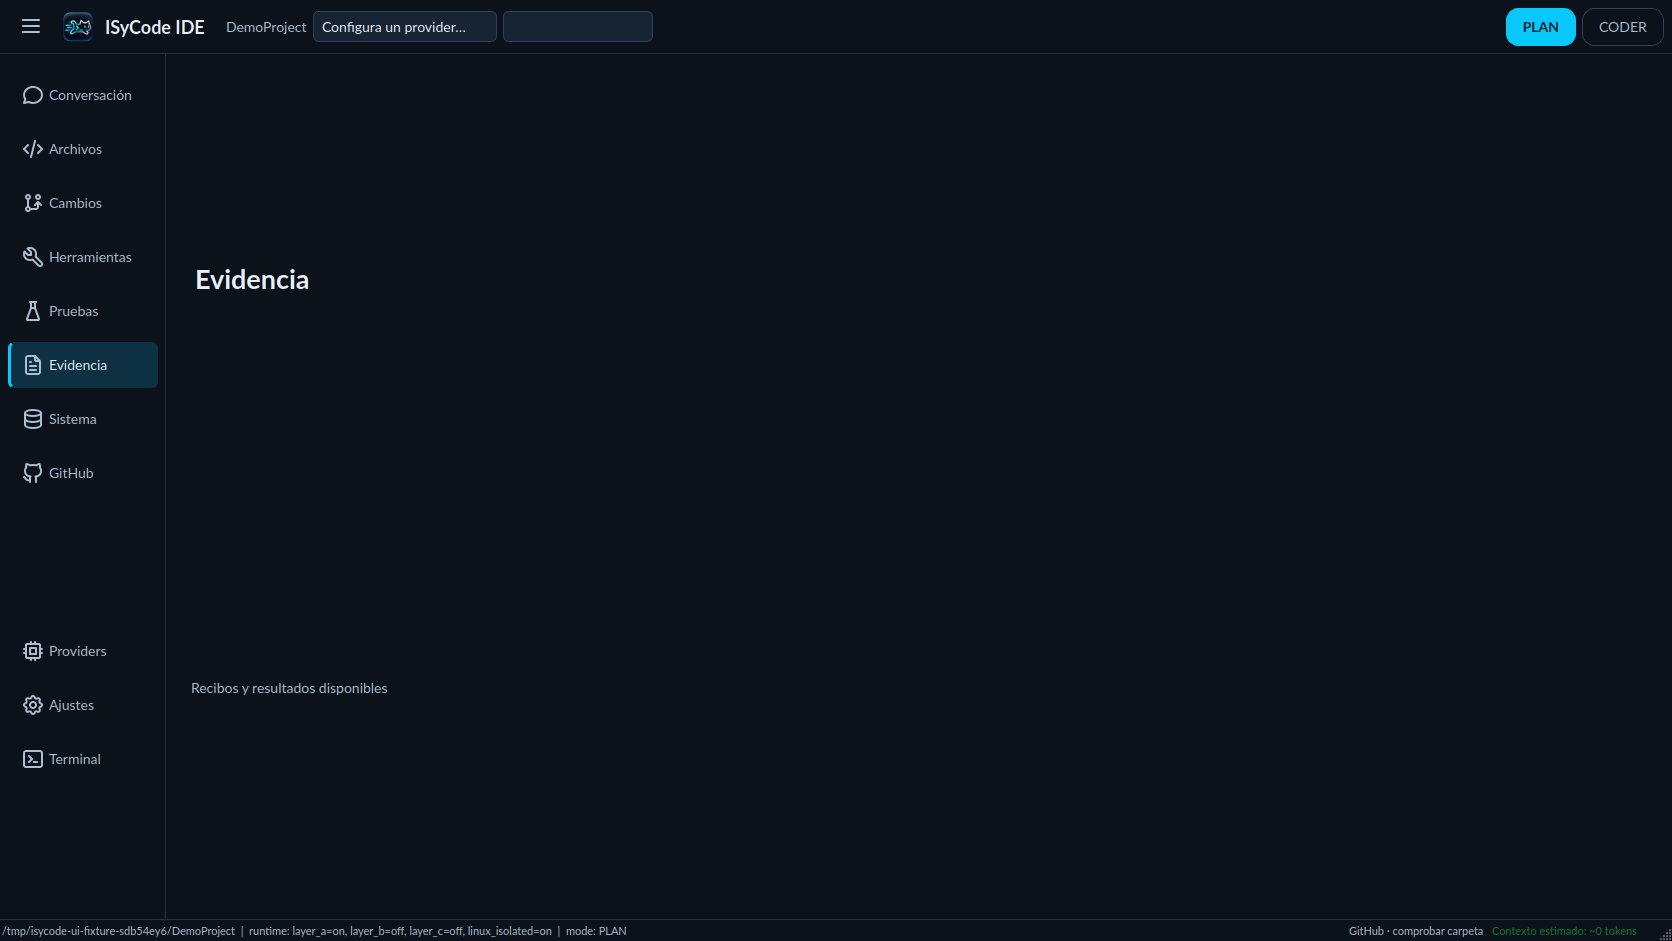 ISyCode IDE DemoProject Configura un provider... PLAN CODER
Conversación
Archivos
Cambios
Herramientas
Evidencia
Pruebas
Evidencia
Sistema
GitHub
Providers
Recibos y resultados disponibles
Ajustes
Terminal
/tmp/isycode-ui-fixture-sdb54ey6/DemoProject | runtime: layer_a=on, layer_b=off, layer_c=off, linux_isolated=on | mode: PLAN GitHub · comprobar carpeta Contexto estimado: ~0 tokens